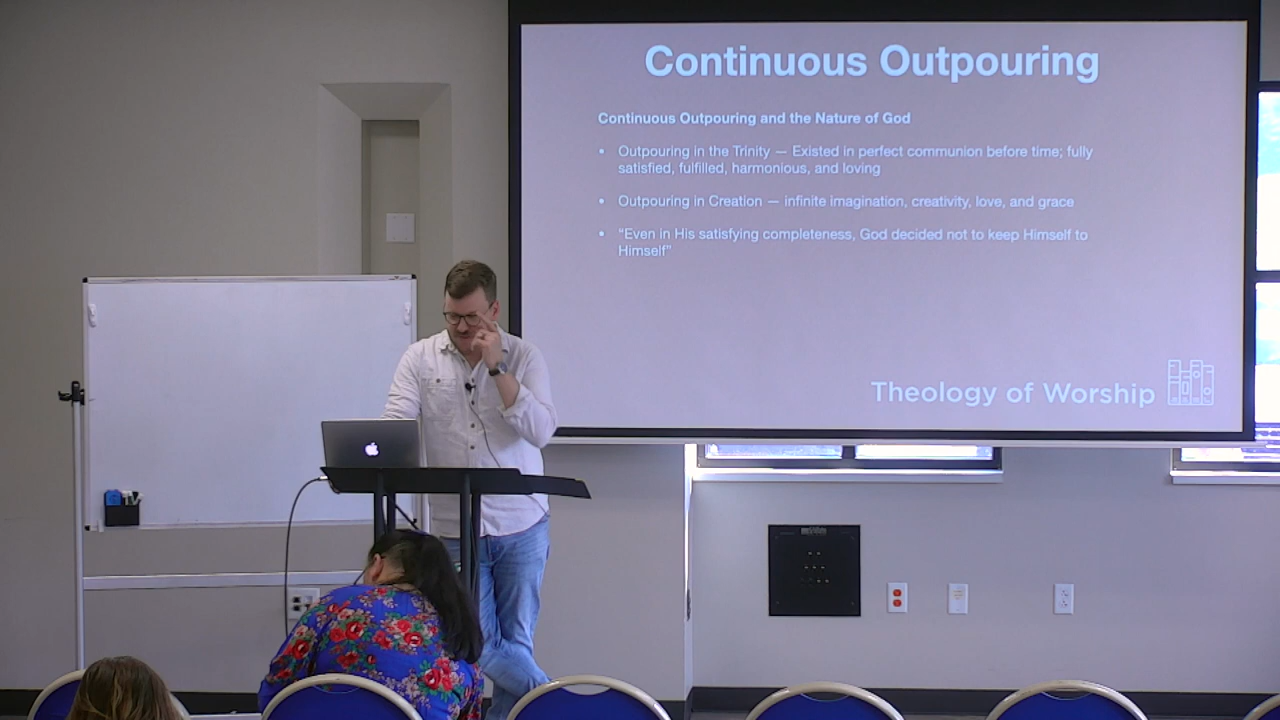 Continuous Outpouring
Continuous Outpouring and the Nature of God
• Outpouring in the Trinity — Existed in perfect communion before time; fully
satisfied, fulfilled, harmonious, and loving
• Outpouring in Creation — infinite imagination, creativity, love, and grace
• “Even in His satisfying completeness, God decided not to keep Himself to
Himself”
Theology of Worship